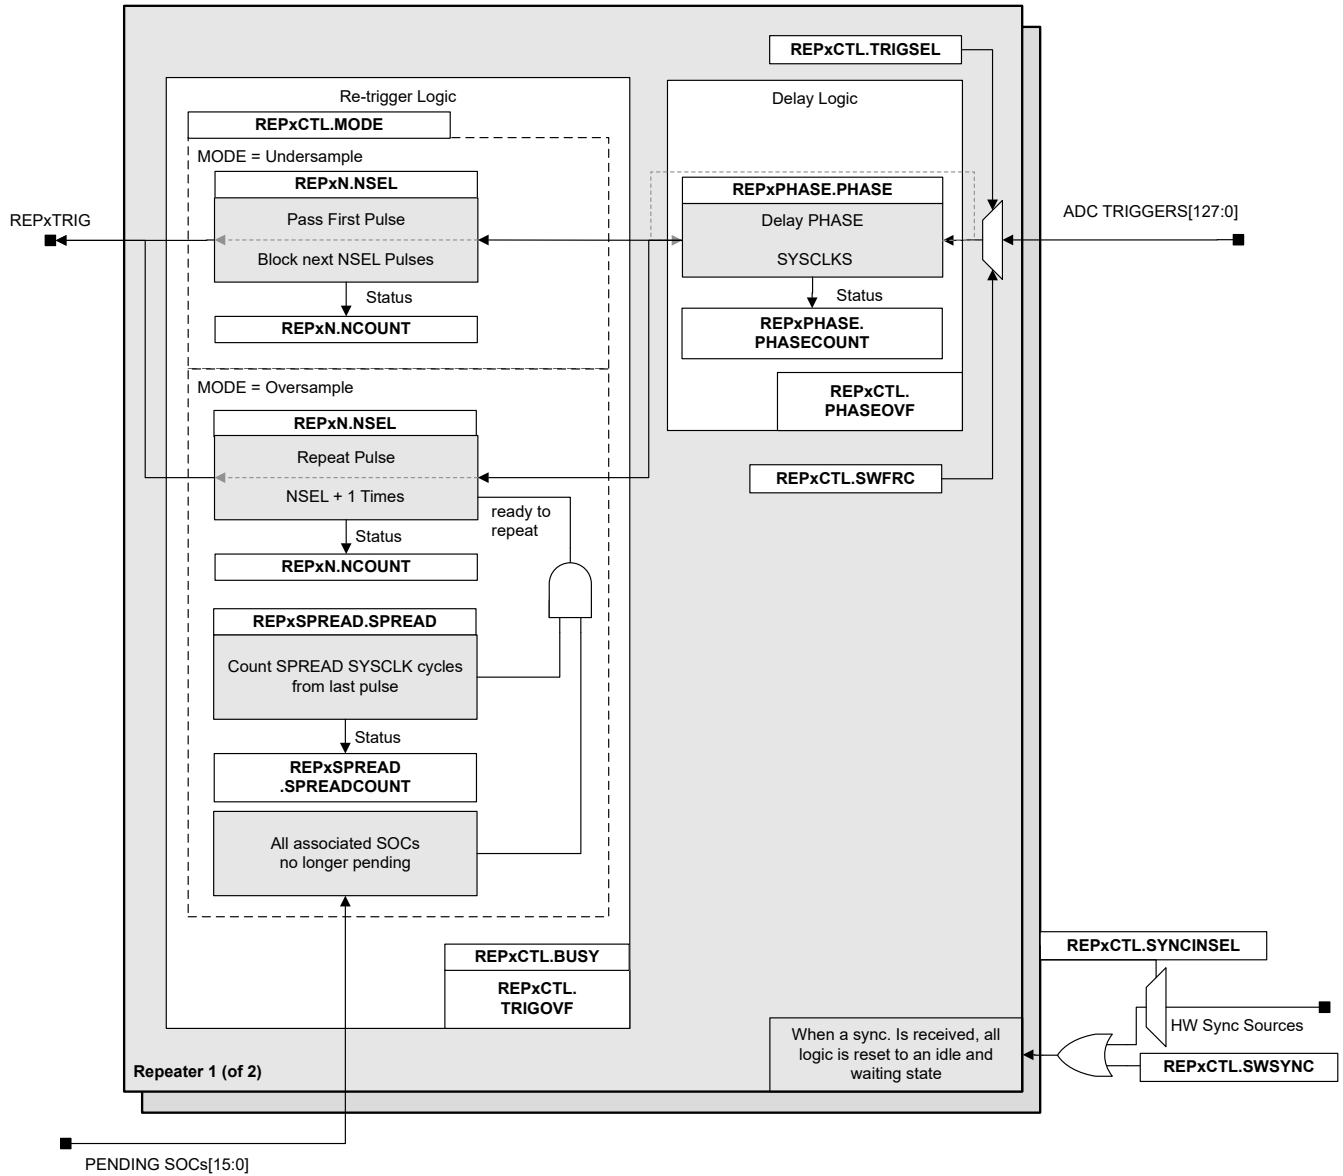 REPxCTL.TRIGSEL
Re-trigger Logic
Delay Logic
REPxCTL.MODE
MODE = Undersample
REPxN.NSEL
REPxPHASE.PHASE
REPxTRIG
Pass First Pulse
Delay PHASE
ADC TRIGGERS[127:0]
Block next NSEL Pulses
SYSCLKS
Status
Status
REPxN.NCOUNT
REPxPHASE.
PHASECOUNT
MODE = Oversample
REPxCTL.
PHASEOVF
REPxN.NSEL
Repeat Pulse
REPxCTL.SWFRC
NSEL + 1 Times
ready to
repeat
Status
REPxN.NCOUNT
REPxSPREAD.SPREAD
Count SPREAD SYSCLK cycles
from last pulse
Status
REPxSPREAD
.SPREADCOUNT
All associated SOCs
no longer pending
REPxCTL.BUSY
REPxCTL.
TRIGOVF
REPxCTL.SYNCINSEL
HW Sync Sources
When a sync. Is received, all
logic is reset to an idle and
waiting state
REPxCTL.SWSYNC
Repeater 1 (of 2)
PENDING SOCs[15:0]